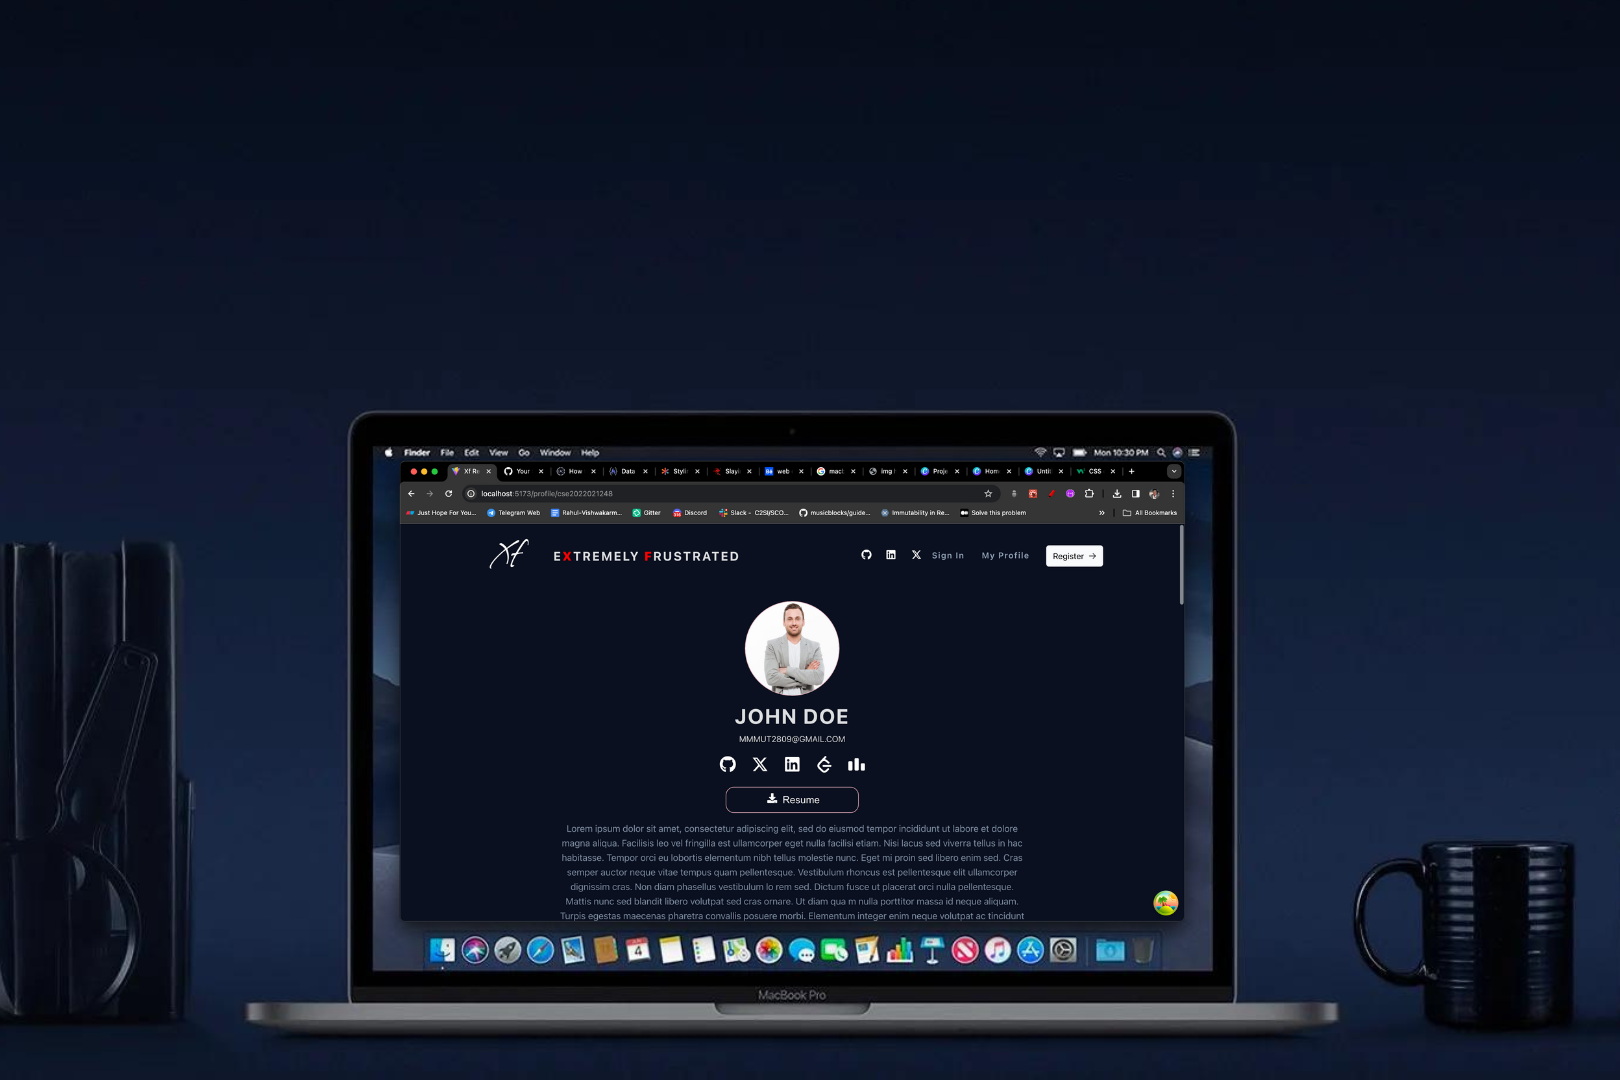 Finder File Edit View Go Window Help Mon 10:30 PM
Xf R Your How Data Styli Slayi web G macl img Proje Hom Unti CSS
localhost:5173/profile/cse2022021248
Just Hope For You... Telegram Web Rahul-Vishwakarm... Gitter Discord Slack - C2SI/SCO... musicblocks/guide... Immutability in Re... Solve this problem » All Bookmarks
Xf EXTREMELY FRUSTRATED Sign In My Profile Register →
JOHN DOE
MMMUT2809@GMAIL.COM
Resume
Lorem ipsum dolor sit amet, consectetur adipiscing elit, sed do eiusmod tempor incididunt ut labore et dolore
magna aliqua. Facilisis leo vel fringilla est ullamcorper eget nulla facilisi etiam. Nisi lacus sed viverra tellus in hac
habitasse. Tempor orci eu lobortis elementum nibh tellus molestie nunc. Eget mi proin sed libero enim sed. Cras
semper auctor neque vitae tempus quam pellentesque. Vestibulum rhoncus est pellentesque elit ullamcorper
dignissim cras. Non diam phasellus vestibulum lo rem sed. Dictum fusce ut placerat orci nulla pellentesque.
Mattis nunc sed blandit libero volutpat sed cras ornare. Ut diam qua m nulla porttitor massa id neque aliquam.
Turpis egestas maecenas pharetra convallis posuere morbi. Elementum integer enim neque volutpat ac tincidunt
4
MacBook Pro